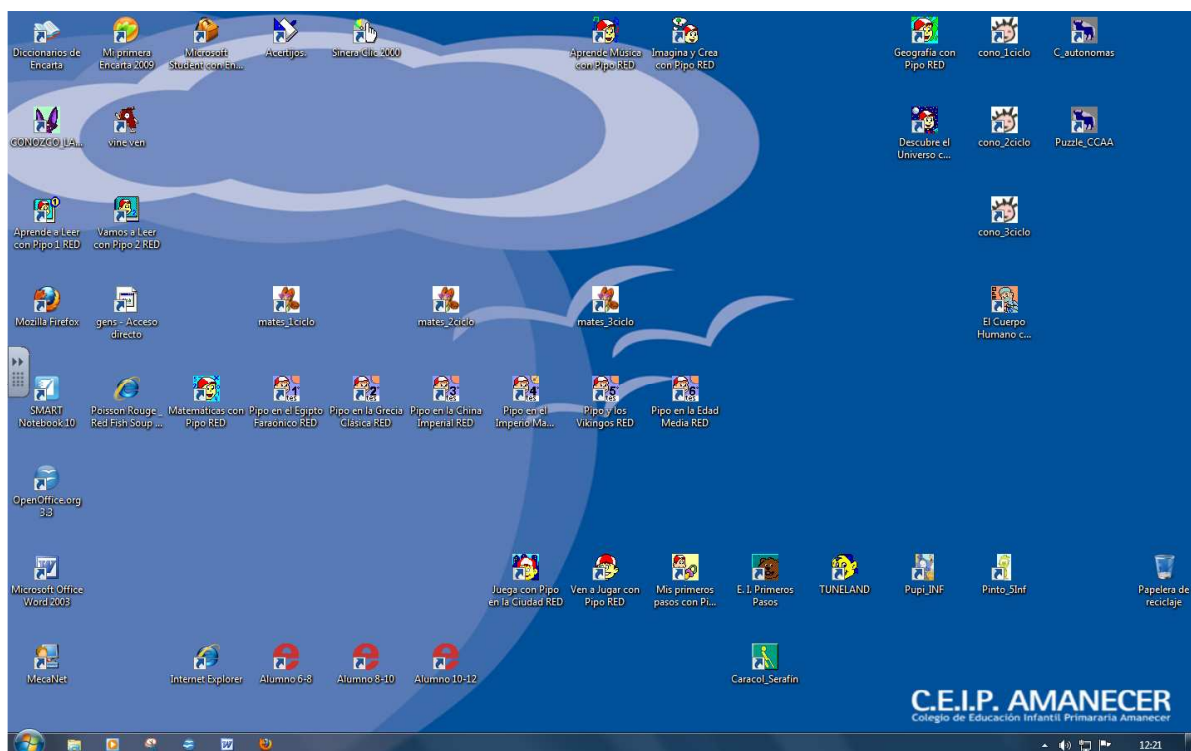 Diccionarios de
Encarta
Mi primera
Encarta 2009
Microsoft
Student con En...
Acertijos.
Sinera Clic 2000
Aprende Música
con Pipo RED
Imagina y Crea
con Pipo RED
Geografía con
Pipo RED
cono_1ciclo
C_autonomas
CONOZCO_LA...
vine ven
Descubre el
Universo c...
cono_2ciclo
Puzzle_CCAA
Aprende a Leer
con Pipo 1 RED
Vamos a Leer
con Pipo 2 RED
cono_3ciclo
Mozilla Firefox
gens - Acceso
directo
mates_1ciclo
mates_2ciclo
mates_3ciclo
El Cuerpo
Humano c...
SMART
Notebook 10
Poisson Rouge _
Red Fish Soup ...
Matemáticas con
Pipo RED
Pipo en el Egipto
Faraónico RED
Pipo en la Grecia
Clásica RED
Pipo en la China
Imperial RED
Pipo en el
Imperio Ma...
Pipo y los
Vikingos RED
Pipo en la Edad
Media RED
OpenOffice.org
3.3
Microsoft Office
Word 2003
Juega con Pipo
en la Ciudad RED
Ven a Jugar con
Pipo RED
Mis primeros
pasos con Pi...
E. I. Primeros
Pasos
TUNELAND
Pupi_INF
Pinto_5Inf
Papelera de
reciclaje
MecaNet
Internet Explorer
Alumno 6-8
Alumno 8-10
Alumno 10-12
Caracol_Serafín
C.E.I.P. AMANECER
Colegio de Educación Infantil Primararia Amanecer
12:21